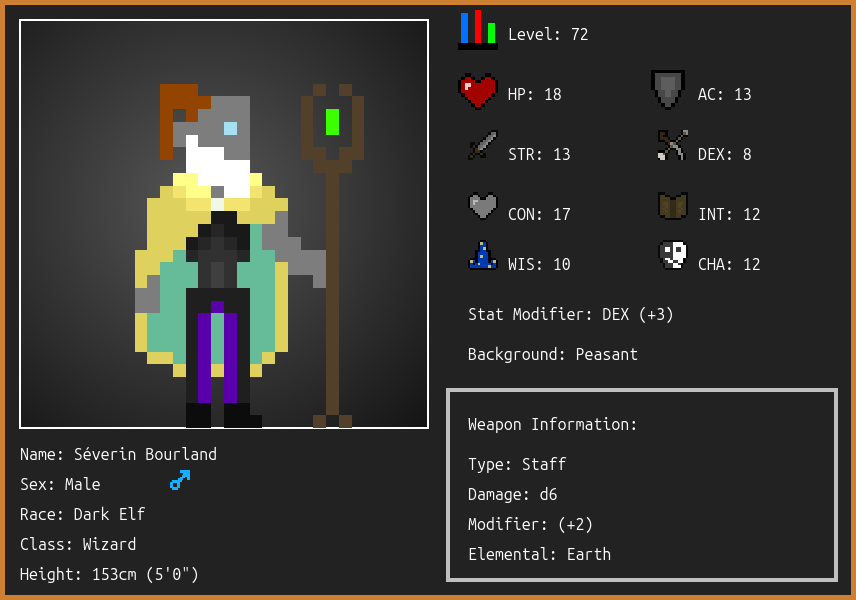 Level: 72
HP: 18
AC: 13
STR: 13
DEX: 8
CON: 17
INT: 12
WIS: 10
CHA: 12
Stat Modifier: DEX (+3)
Background: Peasant
Weapon Information:
Type: Staff
Damage: d6
Modifier: (+2)
Elemental: Earth
Name: Séverin Bourland
Sex: Male
Race: Dark Elf
Class: Wizard
Height: 153cm (5'0")